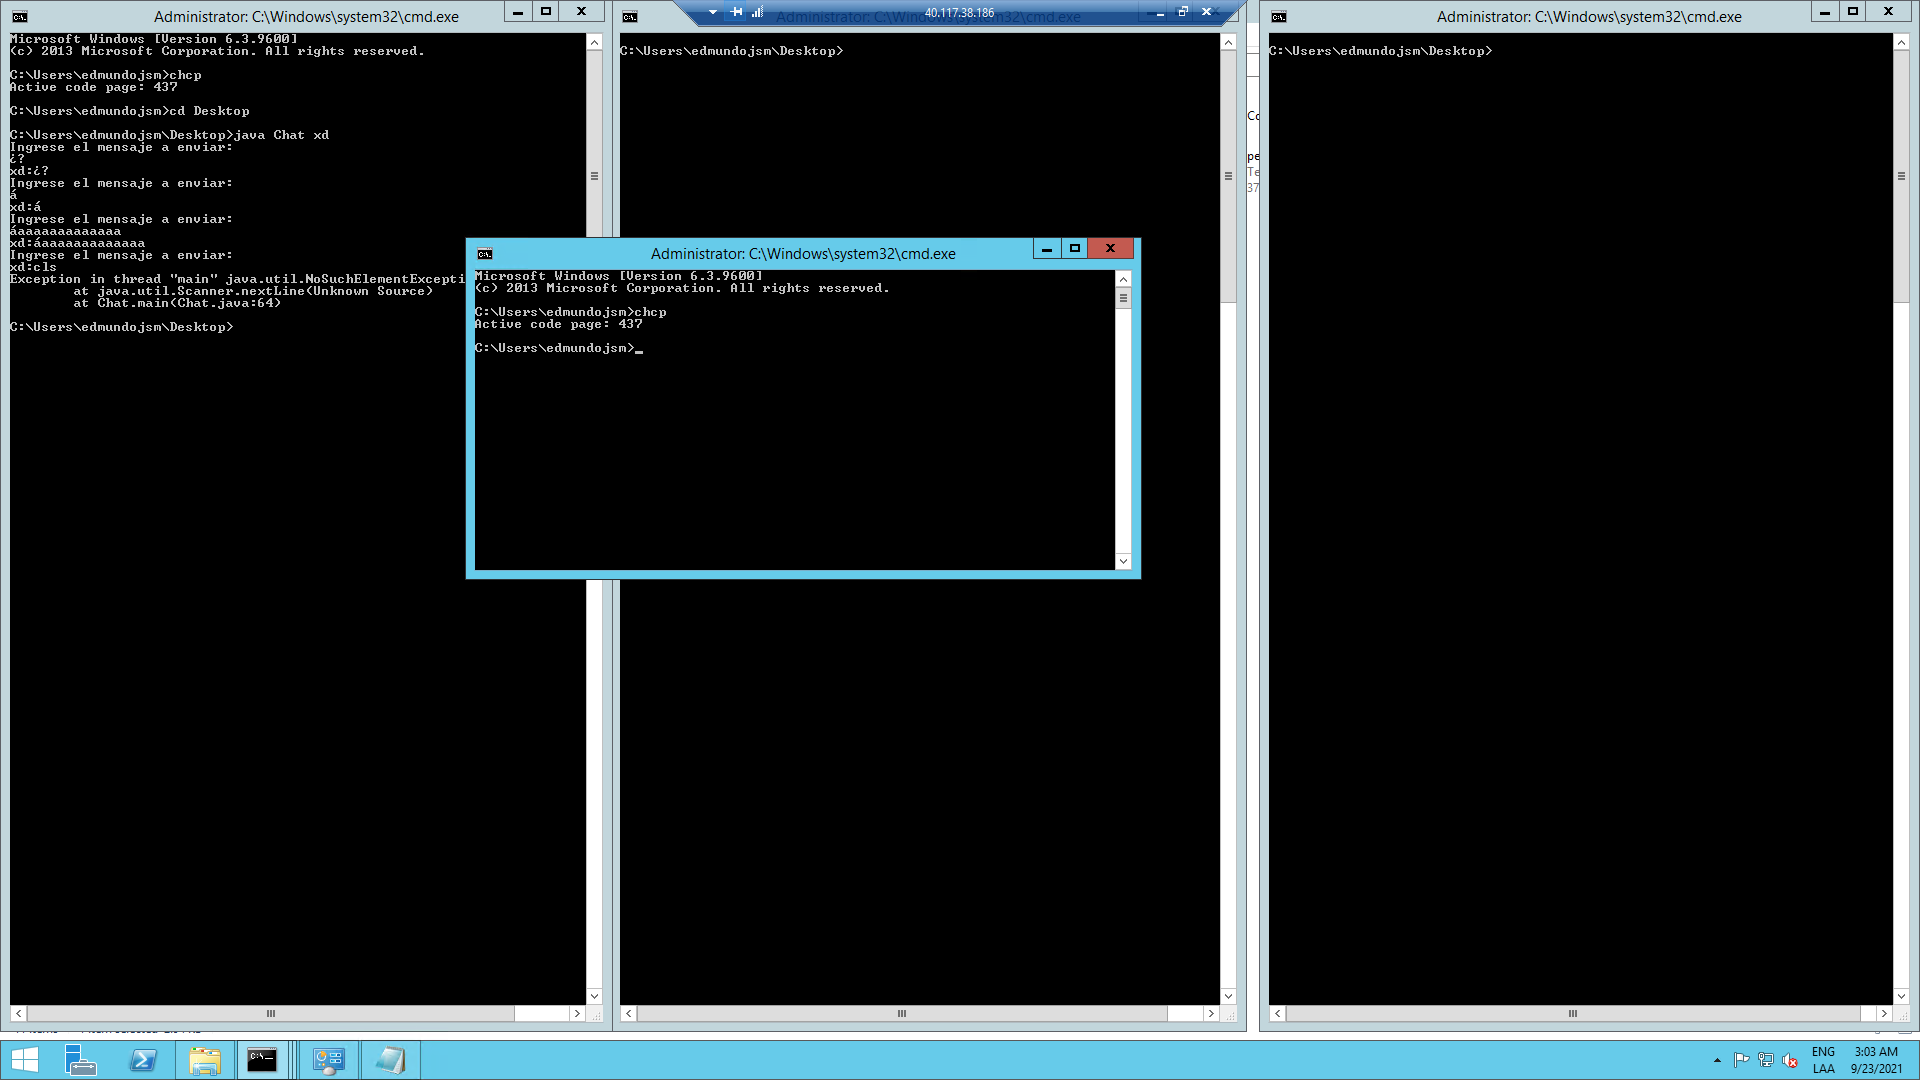 Administrator: C:\Windows\system32\cmd.exe
Microsoft Windows [Version 6.3.9600]
(c) 2013 Microsoft Corporation. All rights reserved.
C:\Users\edmundojsm>chcp
Active code page: 437
C:\Users\edmundojsm>cd Desktop
C:\Users\edmundojsm\Desktop>java Chat xd
Ingrese el mensaje a enviar:
¿?
xd:¿?
Ingrese el mensaje a enviar:
á
xd:á
Ingrese el mensaje a enviar:
áaaaaaaaaaaaaa
xd:áaaaaaaaaaaaaa
Ingrese el mensaje a enviar:
xd:cls
Exception in thread "main" java.util.NoSuchElementExcepti
at java.util.Scanner.nextLine(Unknown Source)
at Chat.main(Chat.java:64)
C:\Users\edmundojsm\Desktop>
40.117.38.186
Administrator: C:\Windows\system32\cmd.exe
C:\Users\edmundojsm\Desktop>
Administrator: C:\Windows\system32\cmd.exe
Microsoft Windows [Version 6.3.9600]
(c) 2013 Microsoft Corporation. All rights reserved.
C:\Users\edmundojsm>chcp
Active code page: 437
C:\Users\edmundojsm>_
Co
pe
Te
37
Administrator: C:\Windows\system32\cmd.exe
C:\Users\edmundojsm\Desktop>
ENG
LAA
3:03 AM
9/23/2021